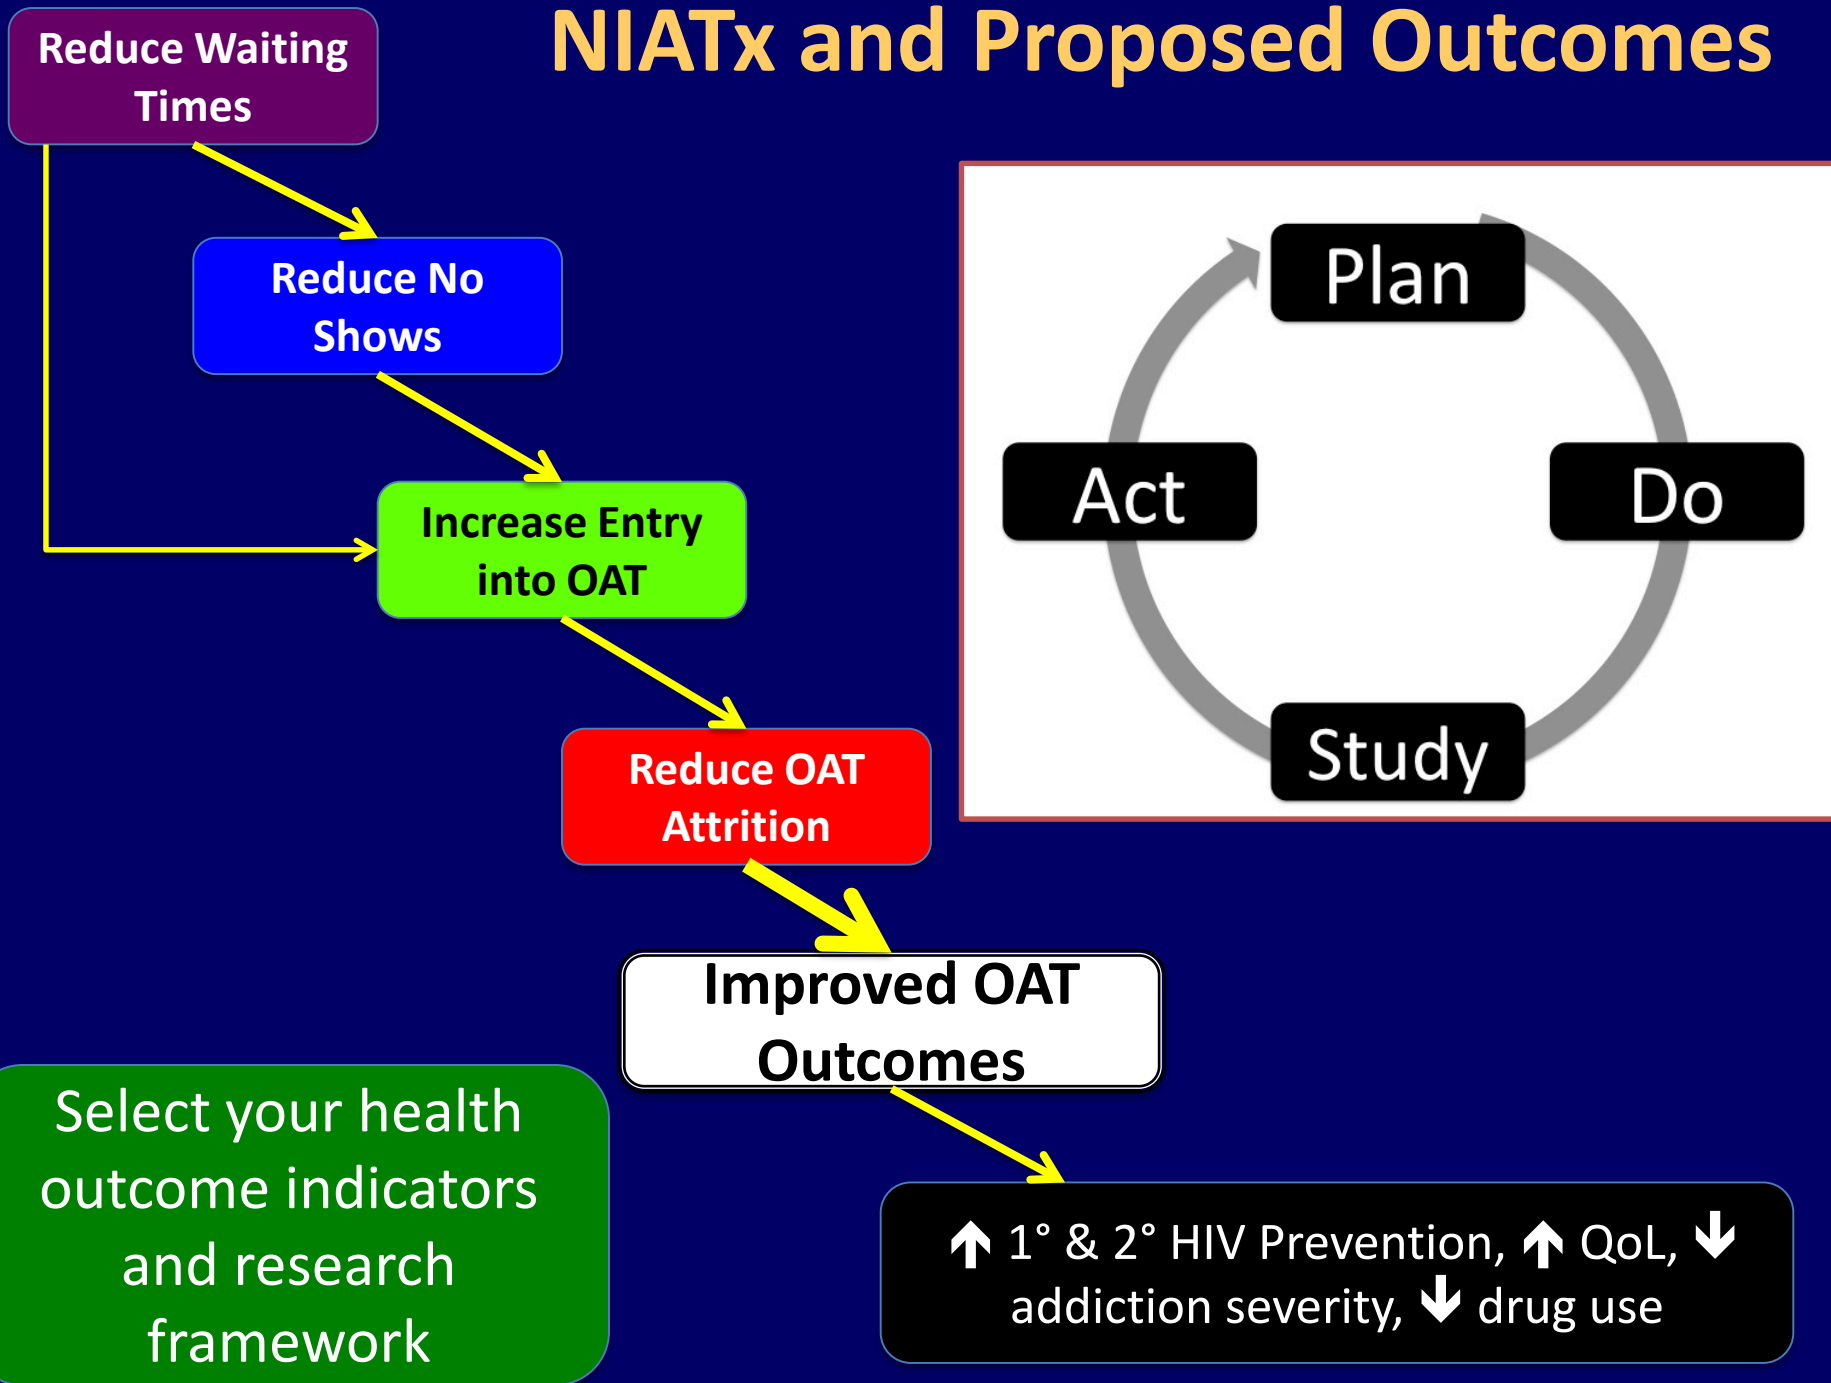 NIATx and Proposed Outcomes
Reduce Waiting
Times
Reduce No
Shows
Increase Entry
into OAT
Reduce OAT
Attrition
Improved OAT
Outcomes
🡹 1° & 2° HIV Prevention, 🡹 QoL, 🡻
addiction severity, 🡻 drug use
Plan
Do
Study
Act
Select your health
outcome indicators
and research
framework